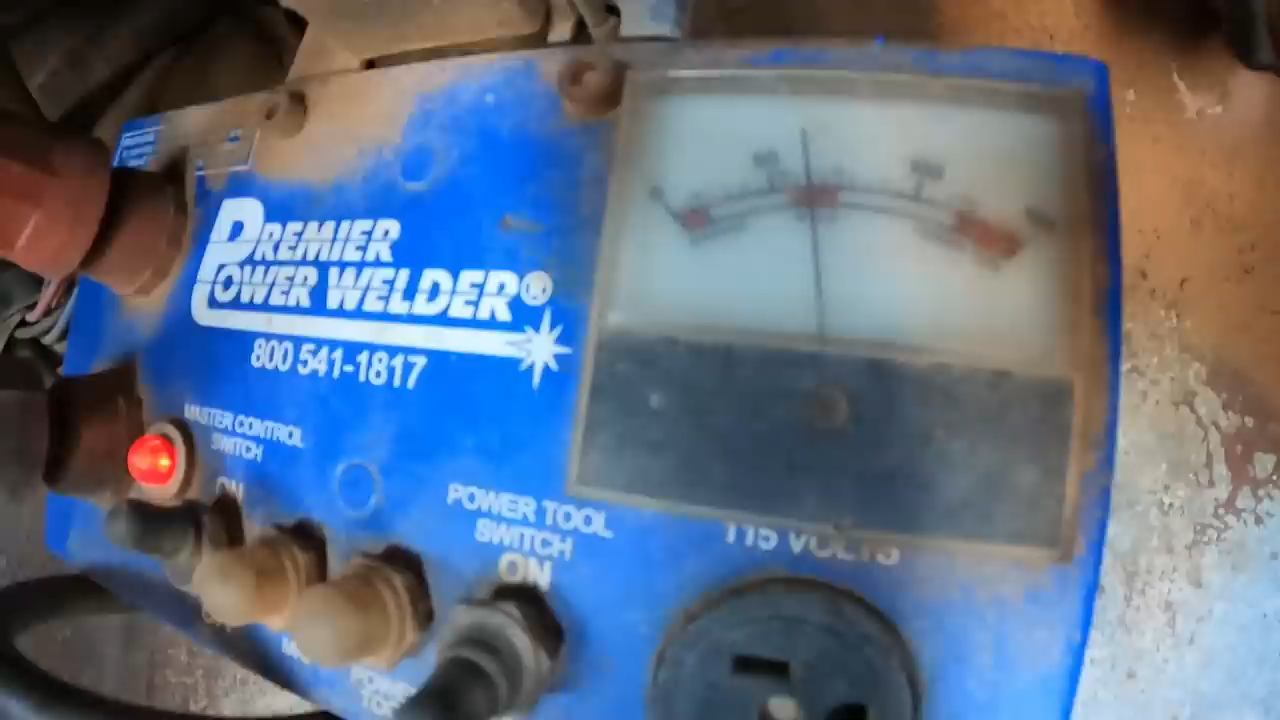 PREMIER
POWER WELDER®
800 541-1817
MASTER CONTROL
SWITCH
ON
POWER TOOL
SWITCH
ON
115 VOLTS